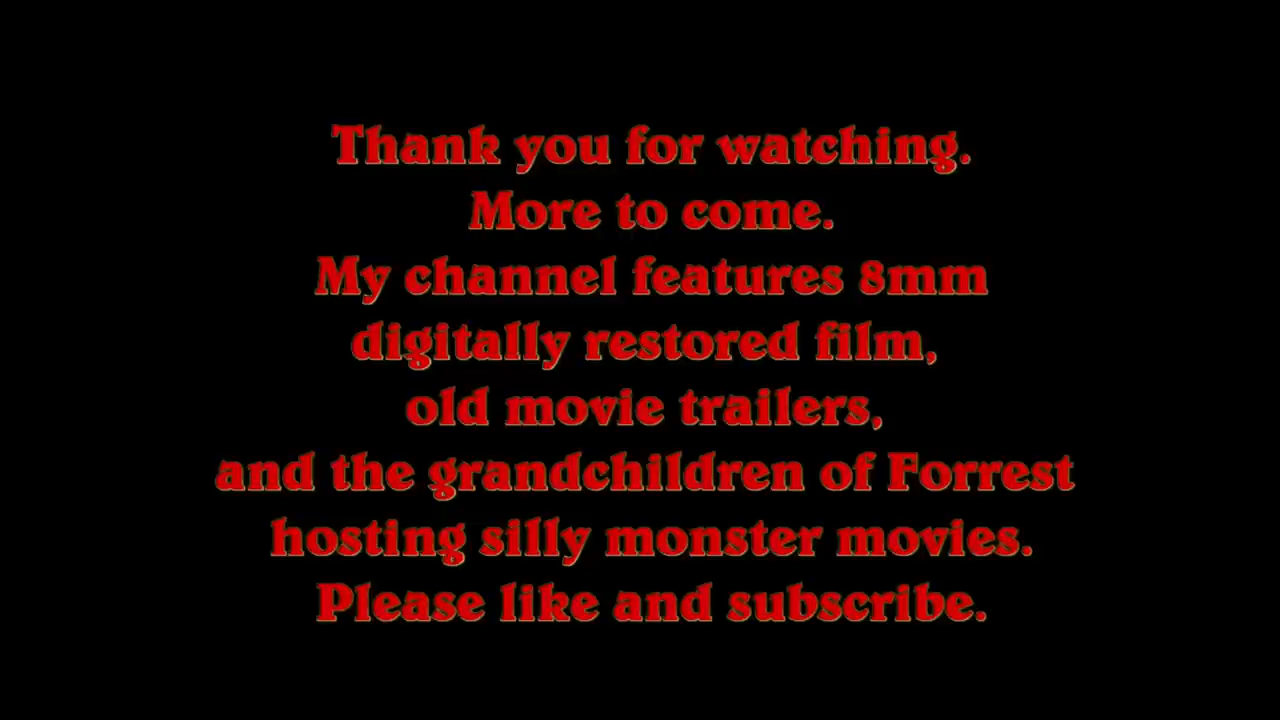 Thank you for watching.
More to come.
My channel features 8mm
digitally restored film,
old movie trailers,
and the grandchildren of Forrest
hosting silly monster movies.
Please like and subscribe.